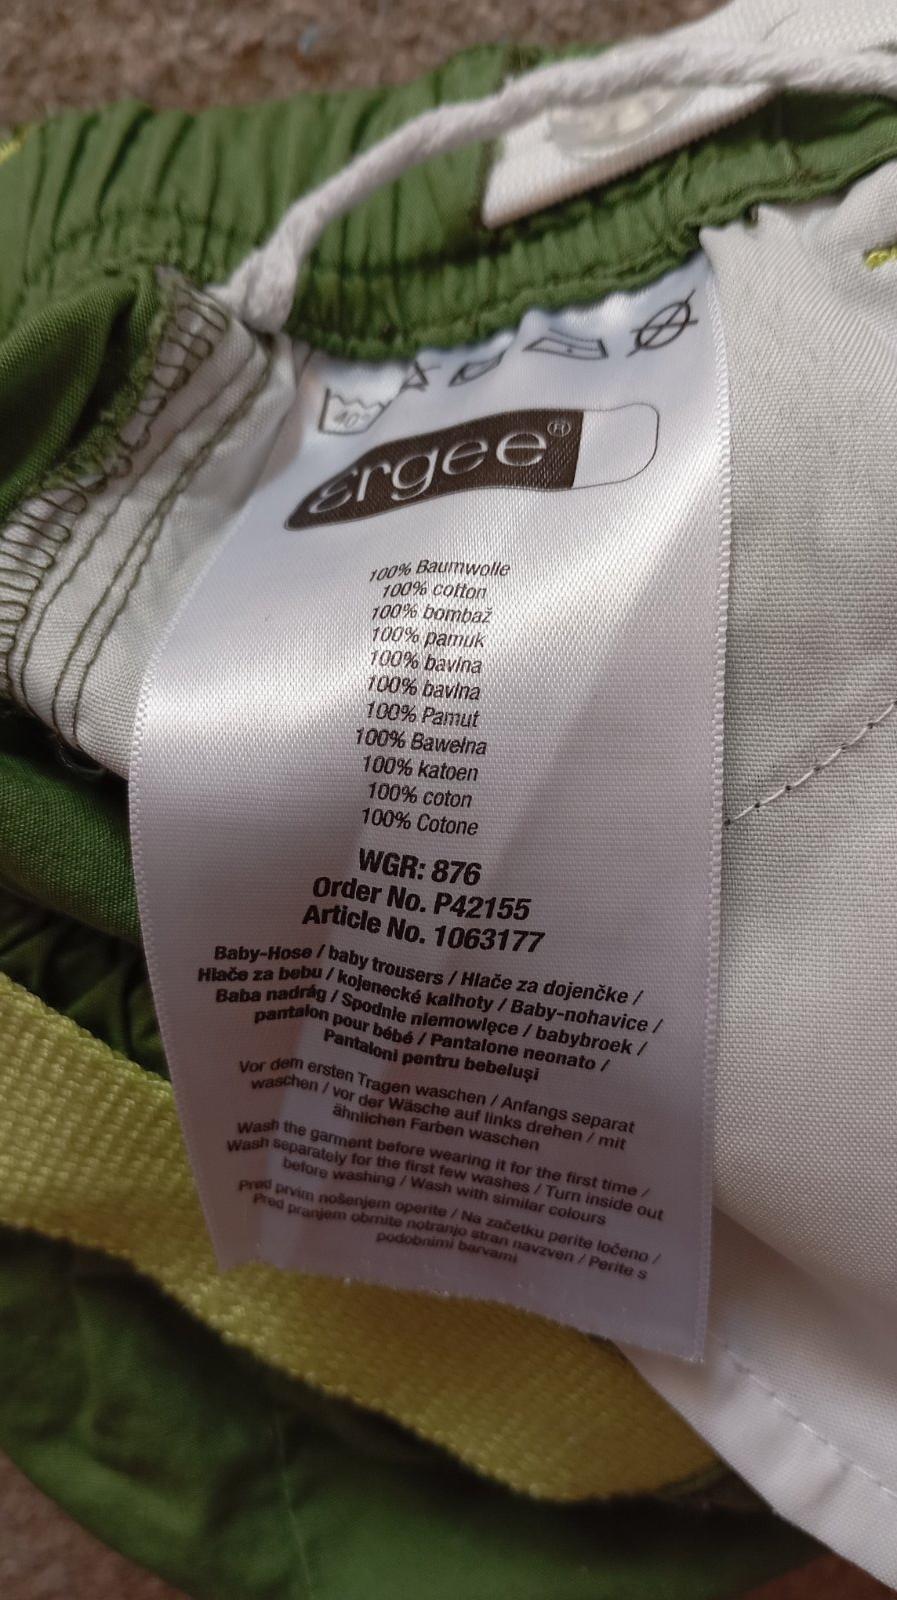 40°
ergee®
100% Baumwolle
100% cotton
100% bombaž
100% pamuk
100% bavlna
100% bavlna
100% Pamut
100% Bawełna
100% katoen
100% coton
100% Cotone
WGR: 876
Order No. P42155
Article No. 1063177
Baby-Hose / baby trousers / Hlače za dojenčke /
Hlače za bebu / kojenecké kalhoty / Baby-nohavice /
Baba nadrág / Spodnie niemowlęce / babybroek /
pantalon pour bébé / Pantalone neonato /
Pantaloni pentru bebeluşi
Vor dem ersten Tragen waschen / Anfangs separat
waschen / vor der Wäsche auf links drehen / mit
ähnlichen Farben waschen
Wash the garment before wearing it for the first time /
Wash separately for the first few washes / Turn inside out
before washing / Wash with similar colours
Pred prvim nošenjem operite / Na začetku perite ločeno /
Pred pranjem obrnite notranjo stran navzven / Perite s
podobnimi barvami